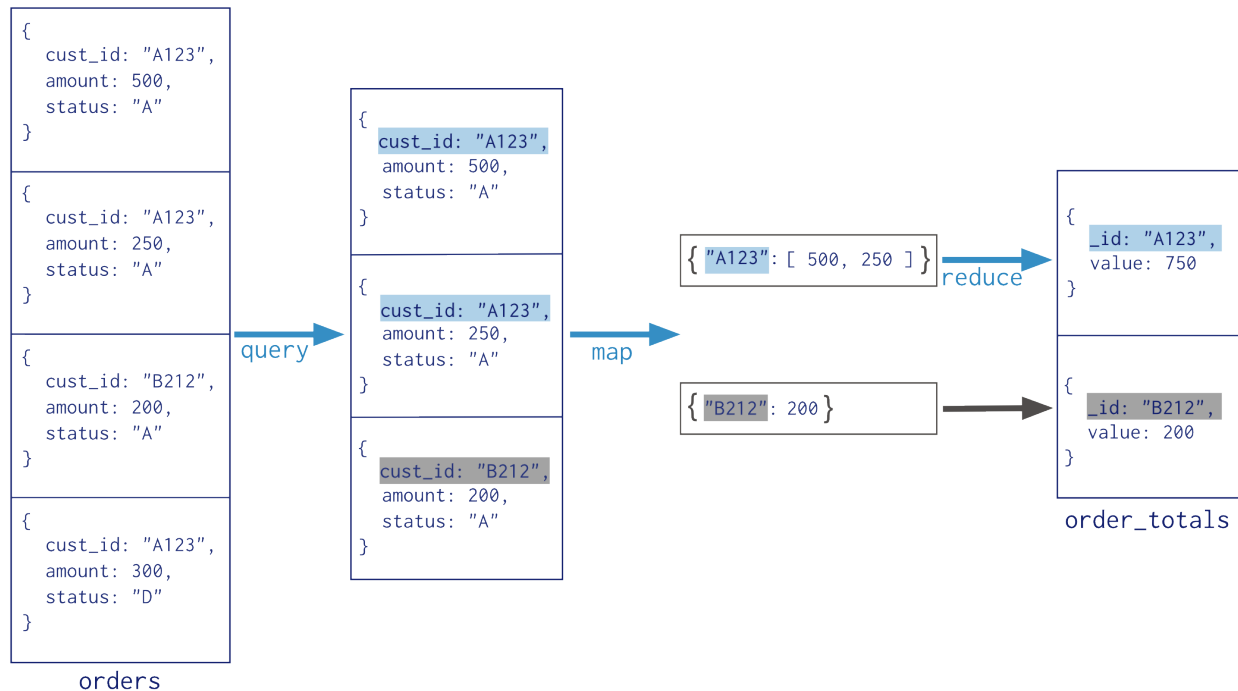 {
cust_id: "A123",
amount: 500,
status: "A"
}
{
cust_id: "A123",
amount: 250,
status: "A"
}
{
cust_id: "B212",
amount: 200,
status: "A"
}
{
cust_id: "A123",
amount: 300,
status: "D"
}
orders
query
{
cust_id: "A123",
amount: 500,
status: "A"
}
{
cust_id: "A123",
amount: 250,
status: "A"
}
{
cust_id: "B212",
amount: 200,
status: "A"
}
map
{ "A123": [ 500, 250 ] }
{ "B212": 200 }
reduce
{
_id: "A123",
value: 750
}
{
_id: "B212",
value: 200
}
order_totals